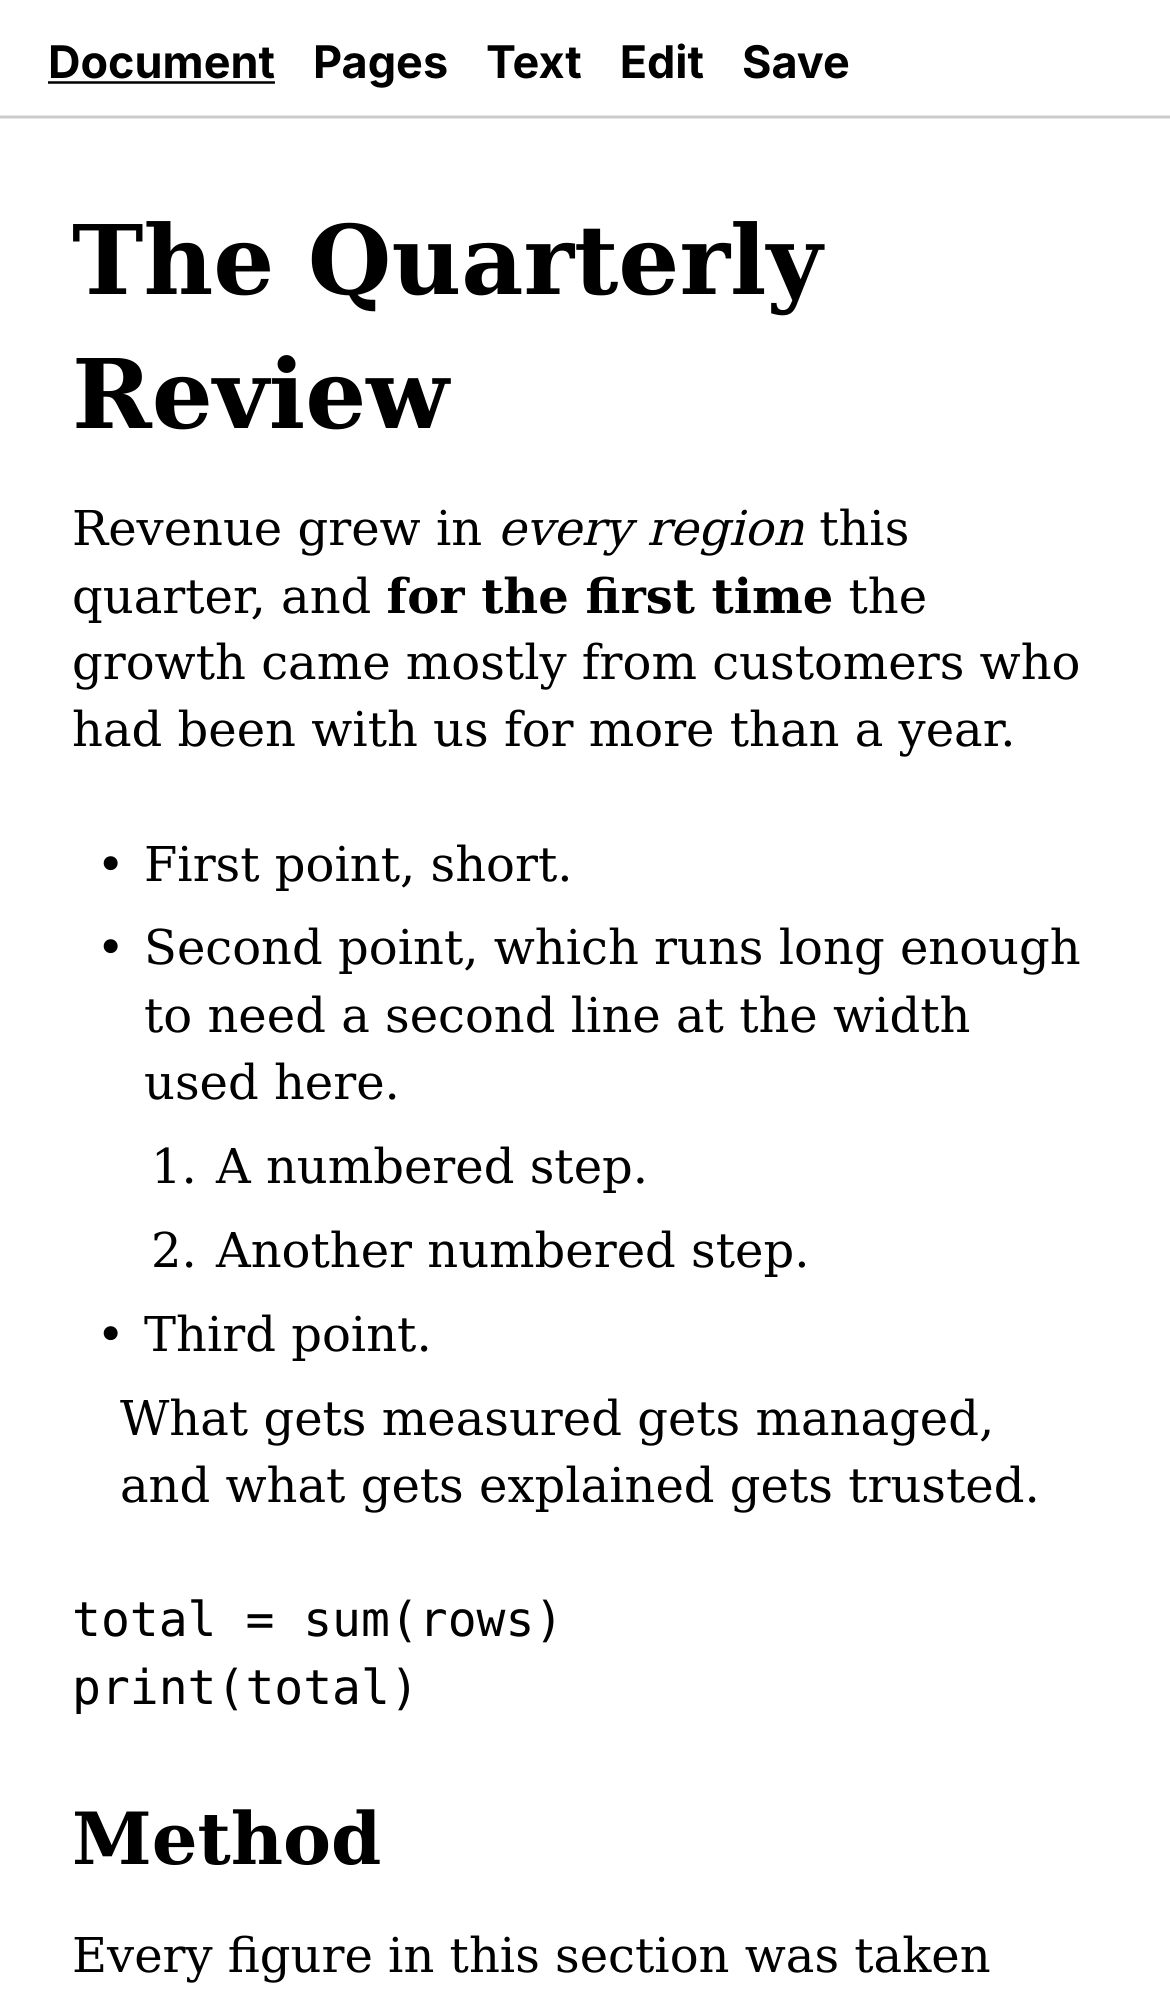 Document Pages Text Edit Save
The Quarterly
Review
Revenue grew in every region this
quarter, and for the first time the
growth came mostly from customers who
had been with us for more than a year.
• First point, short.
• Second point, which runs long enough
to need a second line at the width
used here.
1. A numbered step.
2. Another numbered step.
• Third point.
What gets measured gets managed,
and what gets explained gets trusted.
total = sum(rows)
print(total)
Method
Every figure in this section was taken